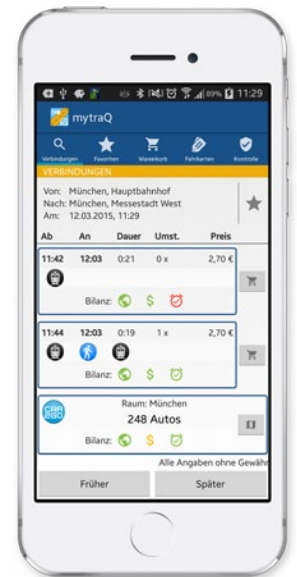 89% 11:29
mytraQ
Verbindungen Favoriten Warenkorb Fahrkarten Kontrolle
VERBINDUNGEN
Von: München, Hauptbahnhof
Nach: München, Messestadt West
Am: 12.03.2015, 11:29
Ab An Dauer Umst. Preis
11:42 12:03 0:21 0 x 2,70 €
Bilanz: $
11:44 12:03 0:19 1 x 2,70 €
Bilanz: $
CAR2GO Raum: München
248 Autos
Bilanz: $
Alle Angaben ohne Gewähr
Früher Später